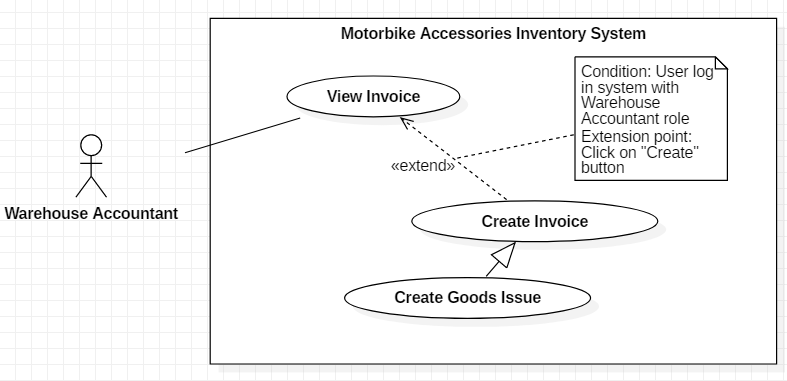 Motorbike Accessories Inventory System
Condition: User log
in system with
Warehouse
Accountant role
Extension point:
Click on "Create"
button
View Invoice
«extend»
Warehouse Accountant
Create Invoice
Create Goods Issue